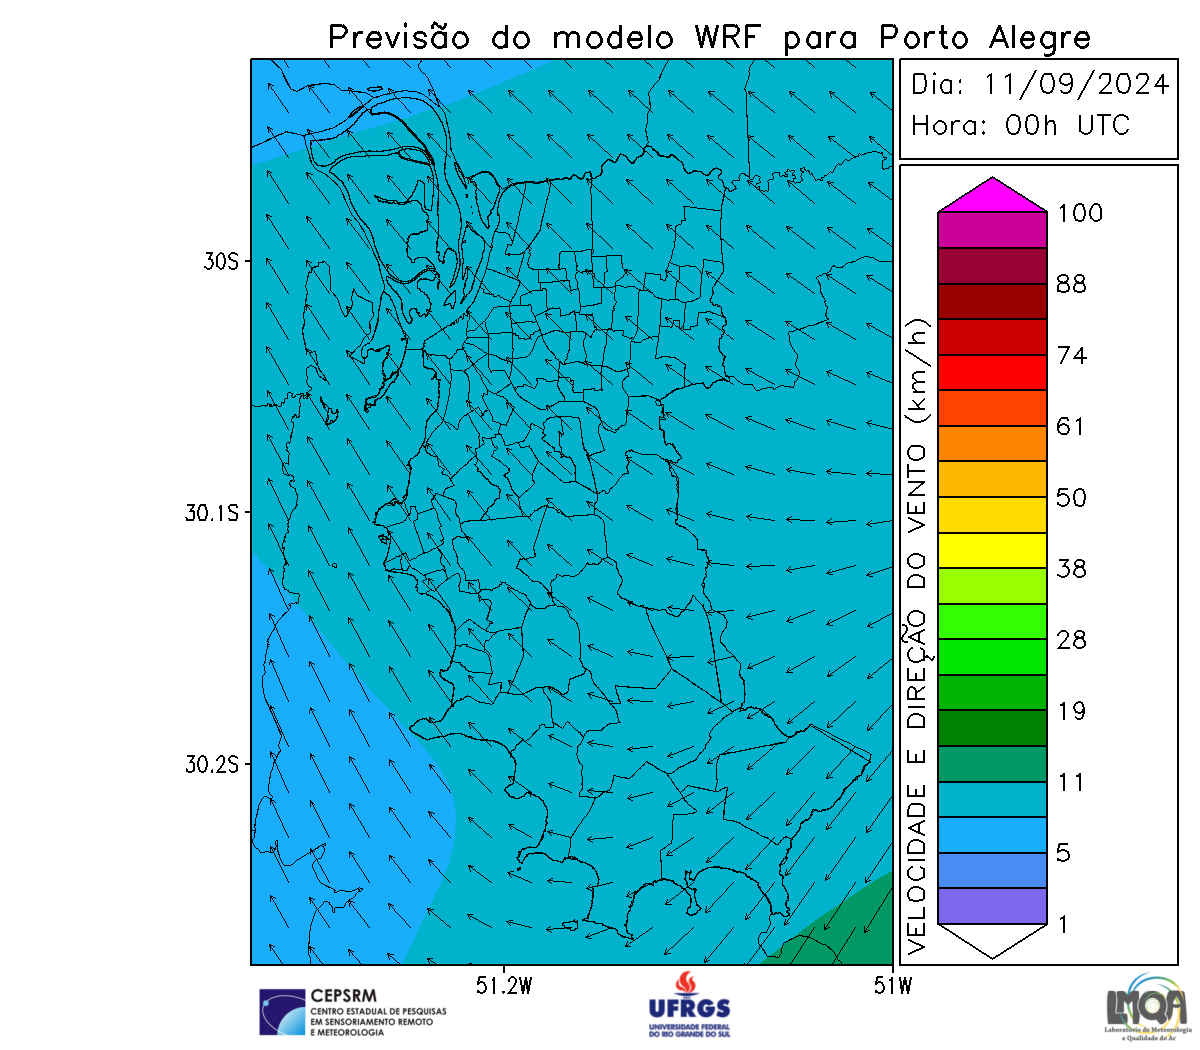 Previsão do modelo WRF para Porto Alegre
Dia: 11/09/2024
Hora: 00h UTC
30S
30.1S
30.2S
51.2W
51W
VELOCIDADE E DIREÇÃO DO VENTO (km/h)
100
88
74
61
50
38
28
19
11
5
1
CEPSRM
CENTRO ESTADUAL DE PESQUISAS
EM SENSORIAMENTO REMOTO
E METEOROLOGIA
UFRGS
UNIVERSIDADE FEDERAL
DO RIO GRANDE DO SUL
LMQA
Laboratório de Meteorologia
e Qualidade do Ar